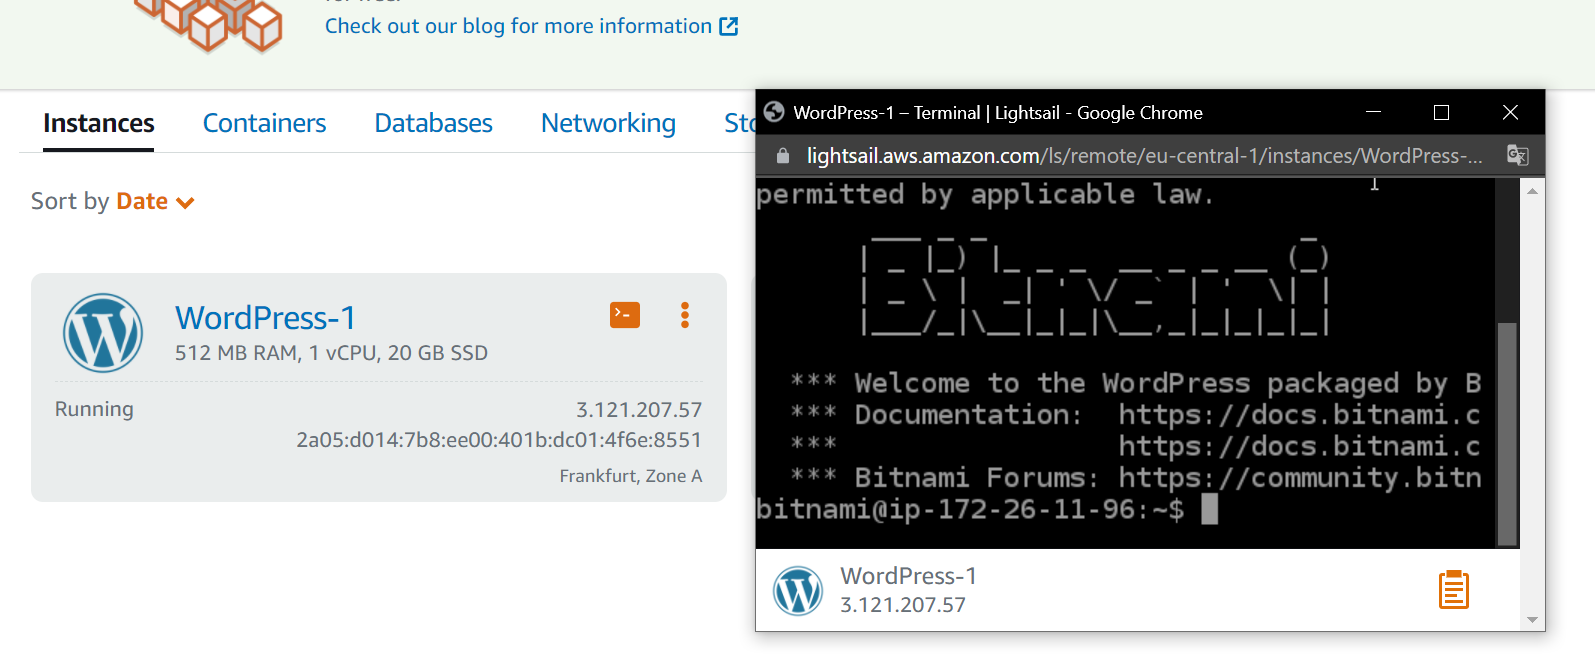 Check out our blog for more information
Instances
Containers
Databases
Networking
Sort by Date
WordPress-1
512 MB RAM, 1 vCPU, 20 GB SSD
Running
3.121.207.57
2a05:d014:7b8:ee00:401b:dc01:4f6e:8551
Frankfurt, Zone A
WordPress-1 – Terminal | Lightsail - Google Chrome
lightsail.aws.amazon.com/ls/remote/eu-central-1/instances/WordPress-...
permitted by applicable law.
Bitnami
*** Welcome to the WordPress packaged by B
*** Documentation: https://docs.bitnami.c
*** https://docs.bitnami.c
*** Bitnami Forums: https://community.bitn
bitnami@ip-172-26-11-96:~$
WordPress-1
3.121.207.57